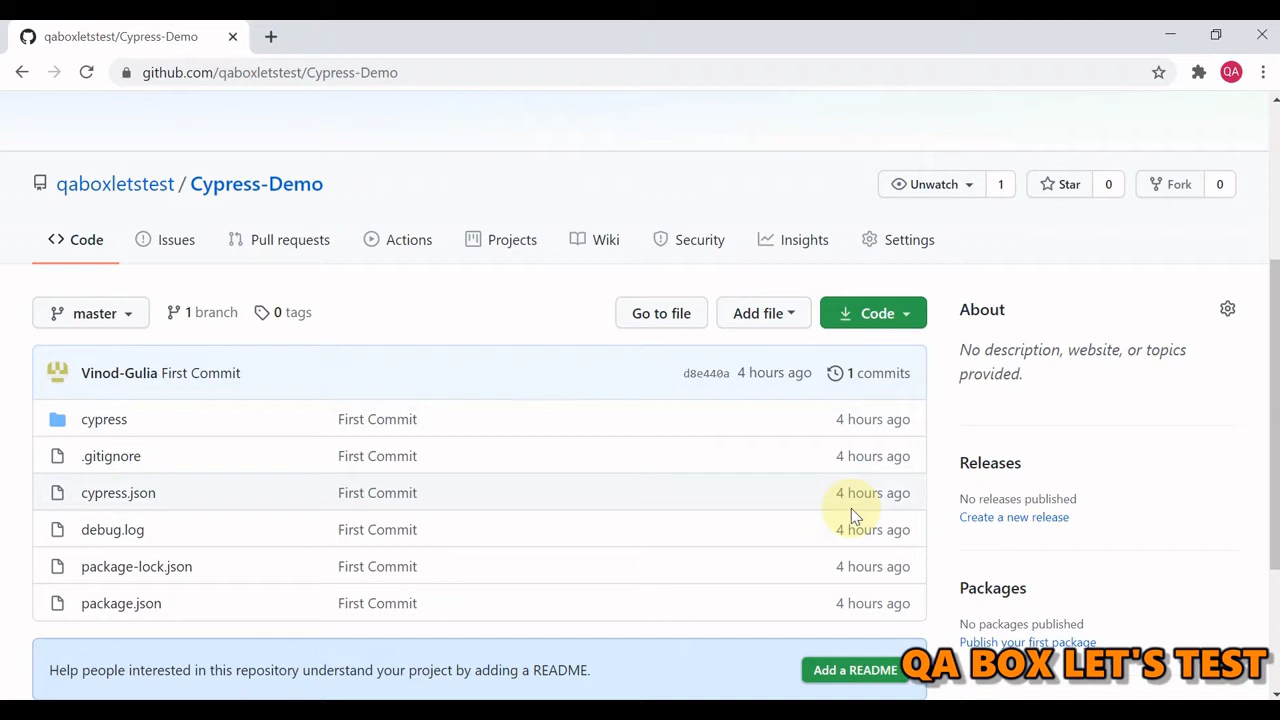 qaboxletstest/Cypress-Demo
github.com/qaboxletstest/Cypress-Demo
QA
qaboxletstest / Cypress-Demo
Unwatch 1 Star 0 Fork 0
Code Issues Pull requests Actions Projects Wiki Security Insights Settings
master 1 branch 0 tags Go to file Add file Code
About
No description, website, or topics
provided.
Vinod-Gulia First Commit d8e440a 4 hours ago 1 commits
cypress First Commit 4 hours ago
.gitignore First Commit 4 hours ago
cypress.json First Commit 4 hours ago
debug.log First Commit 4 hours ago
package-lock.json First Commit 4 hours ago
package.json First Commit 4 hours ago
Releases
No releases published
Create a new release
Packages
No packages published
Publish your first package
Help people interested in this repository understand your project by adding a README. Add a README
QA BOX LET'S TEST